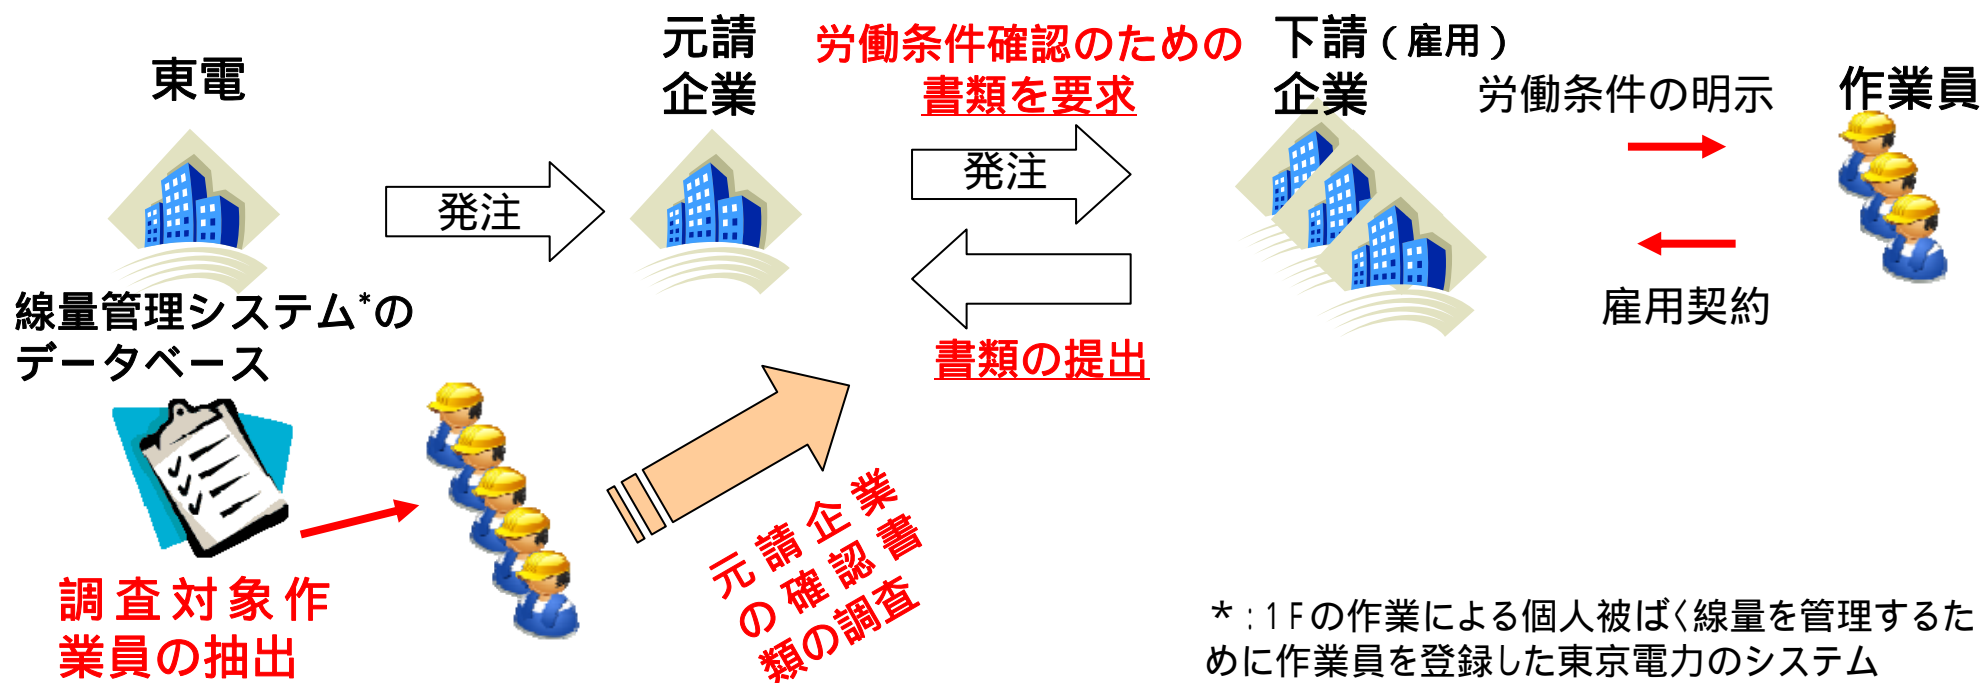 東電
元請
企業
労働条件確認のための
書類を要求
下請（雇用）
企業
労働条件の明示
作業員
発注
発注
雇用契約
書類の提出
線量管理システム*の
データベース
調査対象作
業員の抽出
元請企業
の確認書
類の調査
＊：１Ｆの作業による個人被ばく線量を管理するた
めに作業員を登録した東京電力のシステム